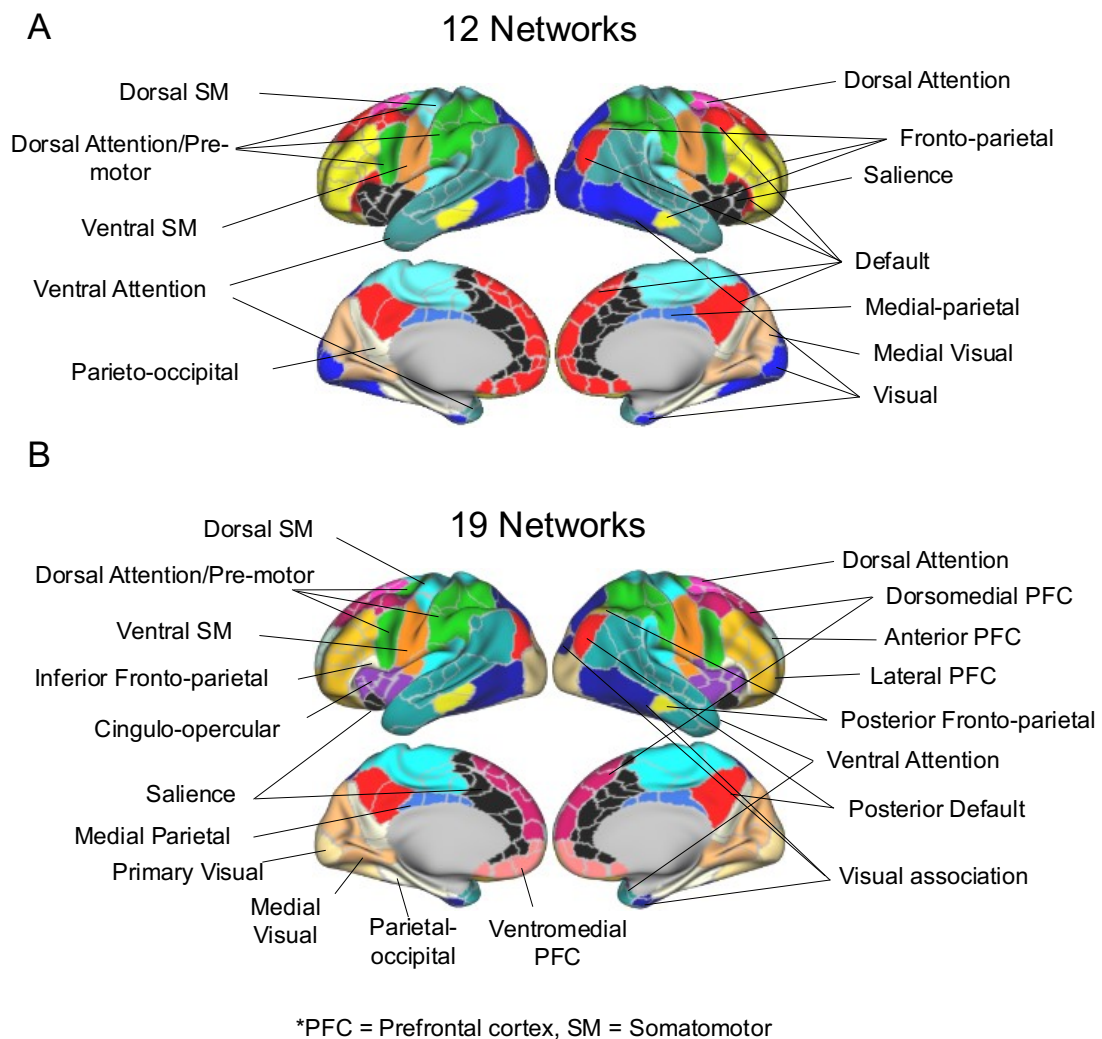 A
12 Networks
Dorsal SM
Dorsal Attention/Pre-
motor
Ventral SM
Ventral Attention
Parieto-occipital
Dorsal Attention
Fronto-parietal
Salience
Default
Medial-parietal
Medial Visual
Visual
B
19 Networks
Dorsal SM
Dorsal Attention/Pre-motor
Ventral SM
Inferior Fronto-parietal
Cingulo-opercular
Salience
Medial Parietal
Primary Visual
Medial
Visual
Parietal-
occipital
Ventromedial
PFC
Dorsal Attention
Dorsomedial PFC
Anterior PFC
Lateral PFC
Posterior Fronto-parietal
Ventral Attention
Posterior Default
Visual association
*PFC = Prefrontal cortex, SM = Somatomotor